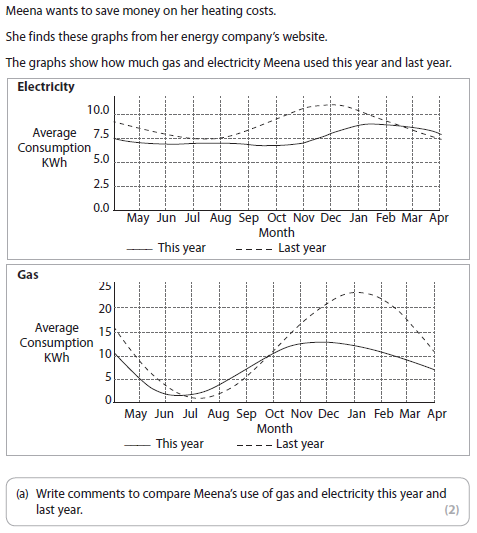 Meena wants to save money on her heating costs.
She finds these graphs from her energy company's website.
The graphs show how much gas and electricity Meena used this year and last year.
Electricity
Average
Consumption
KWh
10.0
7.5
5.0
2.5
0.0
May Jun Jul Aug Sep Oct Nov Dec Jan Feb Mar Apr
Month
This year
Last year
Gas
Average
Consumption
KWh
25
20
15
10
5
0
May Jun Jul Aug Sep Oct Nov Dec Jan Feb Mar Apr
Month
This year
Last year
(a) Write comments to compare Meena's use of gas and electricity this year and
last year.
(2)